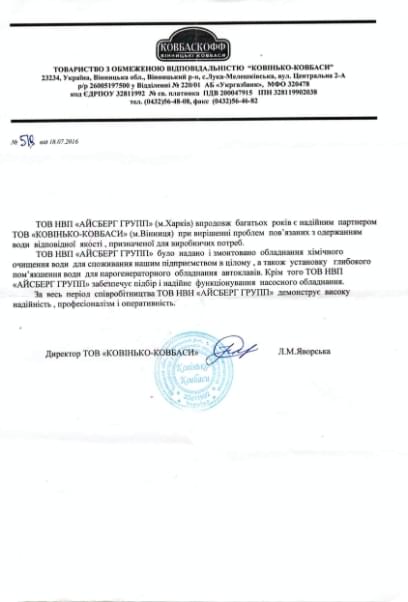 КОВБАСКОФФ
ВІННИЦЬКІ КОВБАСИ
ТОВАРИСТВО З ОБМЕЖЕНОЮ ВІДПОВІДАЛЬНІСТЮ "КОВІНЬКО-КОВБАСИ"
23234, Україна, Вінницька обл., Вінницький р-н, с.Лука-Мелешківська, вул. Центральна 2-А
р/р 26005197500 у Відділенні № 220/01 АБ «Укргазбанк», МФО 320478
код ЄДРПОУ 32811992 № св. платника ПДВ 200047915 ІПН 328119902038
тел. (0432)56-48-08, факс (0432)56-46-82
№ 578 від 18.07.2016
ТОВ НВП «АЙСБЕРГ ГРУПП» (м.Харків) впродовж багатьох років є надійним партнером
ТОВ «КОВІНЬКО-КОВБАСИ» (м.Вінниця) при вирішенні проблем пов'язаних з одержанням
води відповідної якості , призначеної для виробничих потреб.
ТОВ НВП «АЙСБЕРГ ГРУПП» було надано і змонтовано обладнання хімічного
очищення води для споживання нашим підприємством в цілому , а також установку глибокого
пом'якшення води для парогенераторного обладнання автоклавів. Крім того ТОВ НВП
«АЙСБЕРГ ГРУПП» забезпечує підбір і надійне функціонування насосного обладнання.
За весь період співробітництва ТОВ НВН «АЙСБЕРГ ГРУПП» демонструє високу
надійність , професіоналізм і оперативність.
Директор ТОВ «КОВІНЬКО-КОВБАСИ»
Л.М.Яворська
Ковінько
Ковбаси